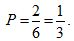 P = 2/6 = 1/3.